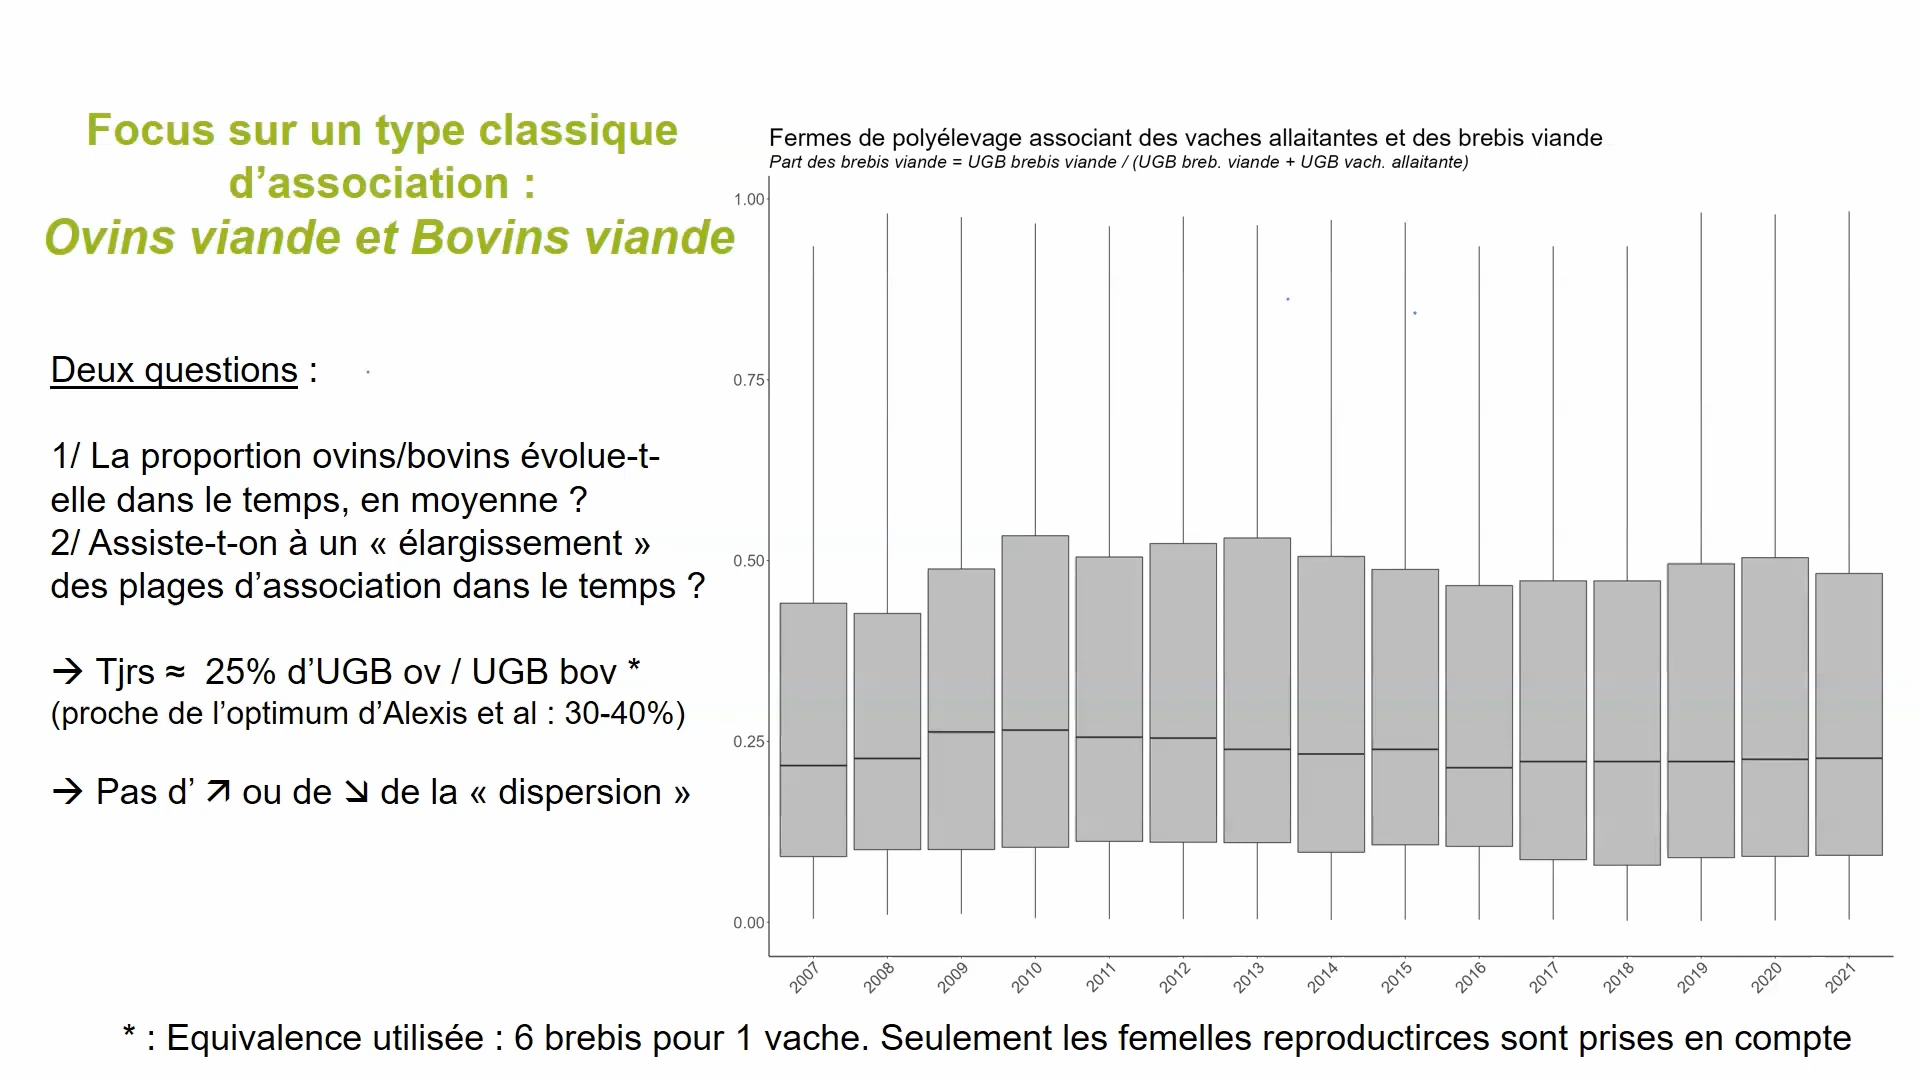 Focus sur un type classique
d’association :
Ovins viande et Bovins viande
Deux questions :
1/ La proportion ovins/bovins évolue-t-
elle dans le temps, en moyenne ?
2/ Assiste-t-on à un « élargissement »
des plages d’association dans le temps ?
→ Tjrs ≈ 25% d’UGB ov / UGB bov *
(proche de l’optimum d’Alexis et al : 30-40%)
→ Pas d’ ↗ ou de ↘ de la « dispersion »
Fermes de polyélevage associant des vaches allaitantes et des brebis viande
Part des brebis viande = UGB brebis viande / (UGB breb. viande + UGB vach. allaitante)
1.00
0.75
0.50
0.25
0.00
2007 2008 2009 2010 2011 2012 2013 2014 2015 2016 2017 2018 2019 2020 2021
* : Equivalence utilisée : 6 brebis pour 1 vache. Seulement les femelles reproductirces sont prises en compte